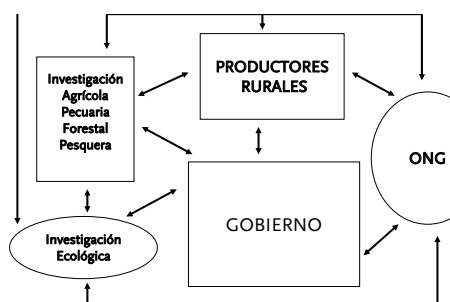 Investigación
Agrícola
Pecuaria
Forestal
Pesquera
PRODUCTORES
RURALES
ONG
GOBIERNO
Investigación
Ecológica